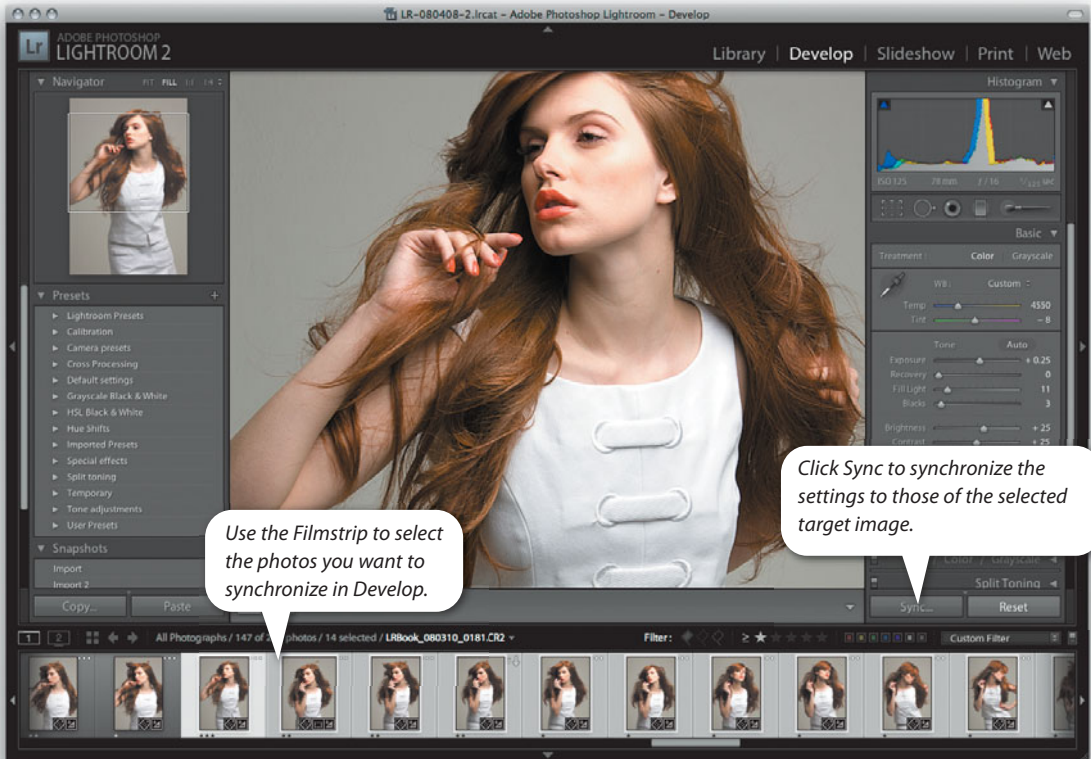 LR-080408-2.lrcat – Adobe Photoshop Lightroom – Develop
Lr
ADOBE PHOTOSHOP
LIGHTROOM 2
Library | Develop | Slideshow | Print | Web
Navigator FIT FILL 1:1 1:4
Presets +
Lightroom Presets
Calibration
Camera presets
Cross Processing
Default settings
Grayscale Black & White
HSL Black & White
Hue Shifts
Imported Presets
Special effects
Split toning
Temporary
Tone adjustments
User Presets
Snapshots
Import
Import 2
Copy... Paste
Use the Filmstrip to select
the photos you want to
synchronize in Develop.
Histogram
ISO 125 78 mm f / 16 1/125 sec
Basic
Treatment : Color Grayscale
WB : Custom
Temp 4550
Tint – 8
Tone Auto
Exposure + 0.25
Recovery 0
Fill Light 11
Blacks 3
Brightness + 25
Contrast + 25
Click Sync to synchronize the
settings to those of the selected
target image.
/ Color / Grayscale
Split Toning
Sync... Reset
1 2 All Photographs / 147 of photos / 14 selected / LRBook_080310_0181.CR2 Filter : ≥ Custom Filter